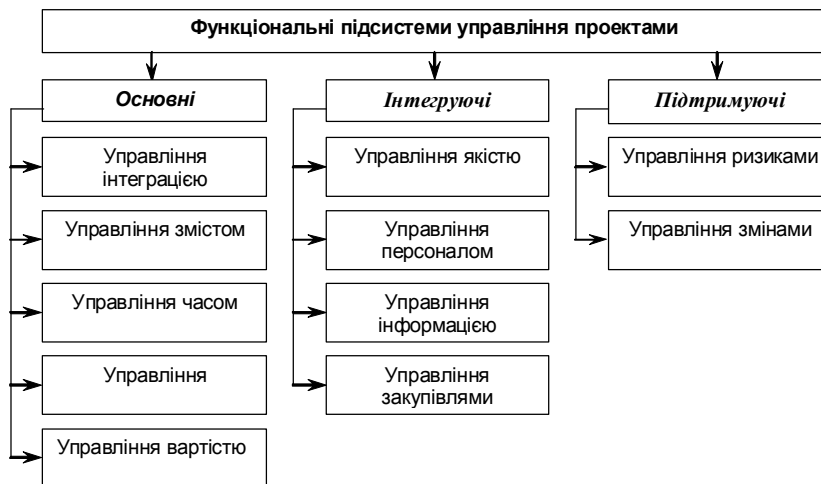 Функціональні підсистеми управління проектами
Основні
Управління
інтеграцією
Управління змістом
Управління часом
Управління
Управління вартістю
Інтегруючі
Управління якістю
Управління
персоналом
Управління
інформацією
Управління
закупівлями
Підтримуючі
Управління ризиками
Управління змінами